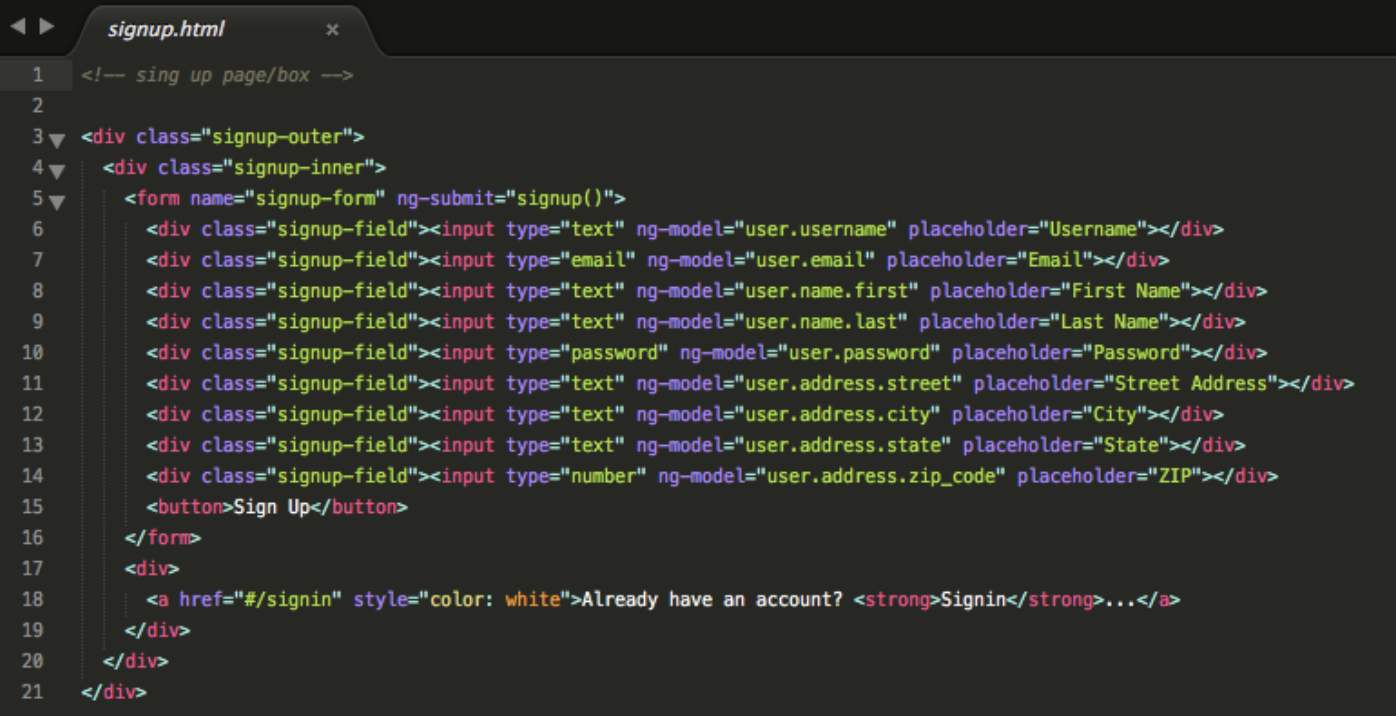 signup.html ×
1 <!-- sing up page/box -->
2
3 <div class="signup-outer">
4 <div class="signup-inner">
5 <form name="signup-form" ng-submit="signup()">
6 <div class="signup-field"><input type="text" ng-model="user.username" placeholder="Username"></div>
7 <div class="signup-field"><input type="email" ng-model="user.email" placeholder="Email"></div>
8 <div class="signup-field"><input type="text" ng-model="user.name.first" placeholder="First Name"></div>
9 <div class="signup-field"><input type="text" ng-model="user.name.last" placeholder="Last Name"></div>
10 <div class="signup-field"><input type="password" ng-model="user.password" placeholder="Password"></div>
11 <div class="signup-field"><input type="text" ng-model="user.address.street" placeholder="Street Address"></div>
12 <div class="signup-field"><input type="text" ng-model="user.address.city" placeholder="City"></div>
13 <div class="signup-field"><input type="text" ng-model="user.address.state" placeholder="State"></div>
14 <div class="signup-field"><input type="number" ng-model="user.address.zip_code" placeholder="ZIP"></div>
15 <button>Sign Up</button>
16 </form>
17 <div>
18 <a href="#/signin" style="color: white">Already have an account? <strong>Signin</strong>...</a>
19 </div>
20 </div>
21 </div>